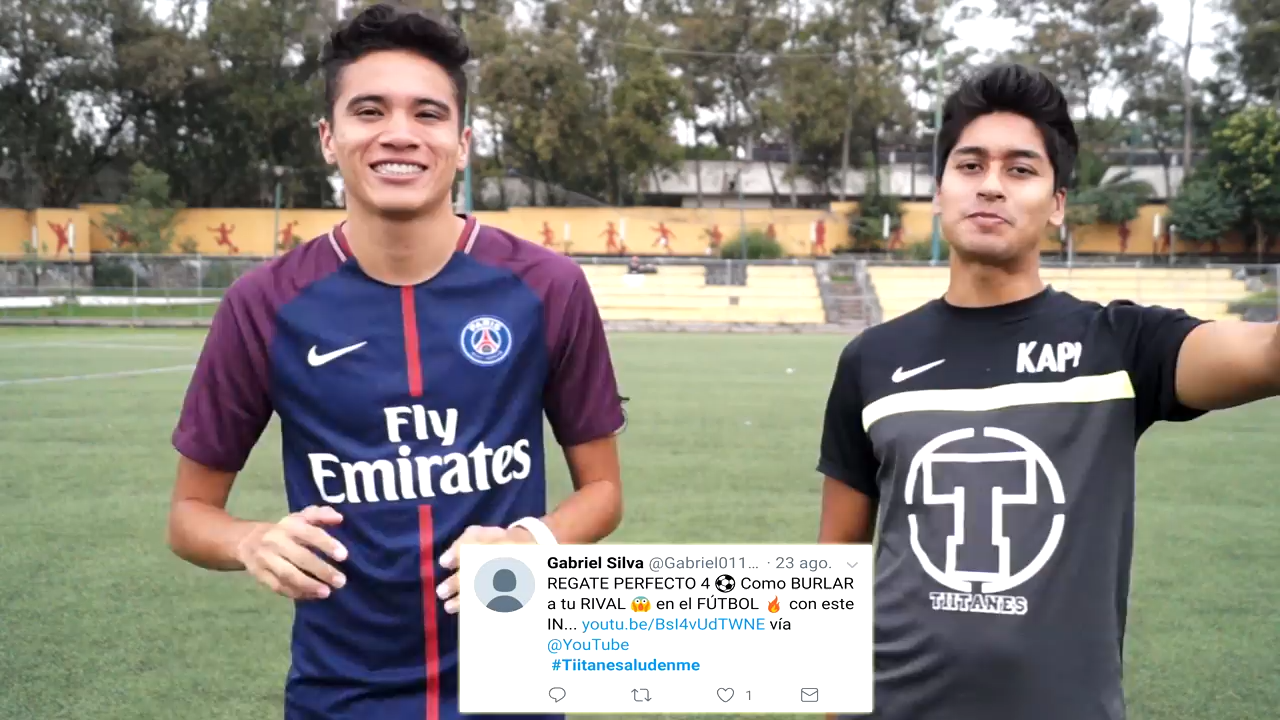 PARIS
Fly
Emirates
KAPI
T
TIITANES
Gabriel Silva @Gabriel011... · 23 ago.
REGATE PERFECTO 4 ⚽ Como BURLAR
a tu RIVAL 😱 en el FÚTBOL 🔥 con este
IN... youtu.be/BsI4vUdTWNE vía
@YouTube
#Tiitanesaludenme
1